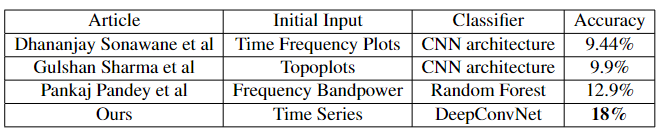 Article Initial Input Classifier Accuracy
Dhananjay Sonawane et al Time Frequency Plots CNN architecture 9.44%
Gulshan Sharma et al Topoplots CNN architecture 9.9%
Pankaj Pandey et al Frequency Bandpower Random Forest 12.9%
Ours Time Series DeepConvNet 18%